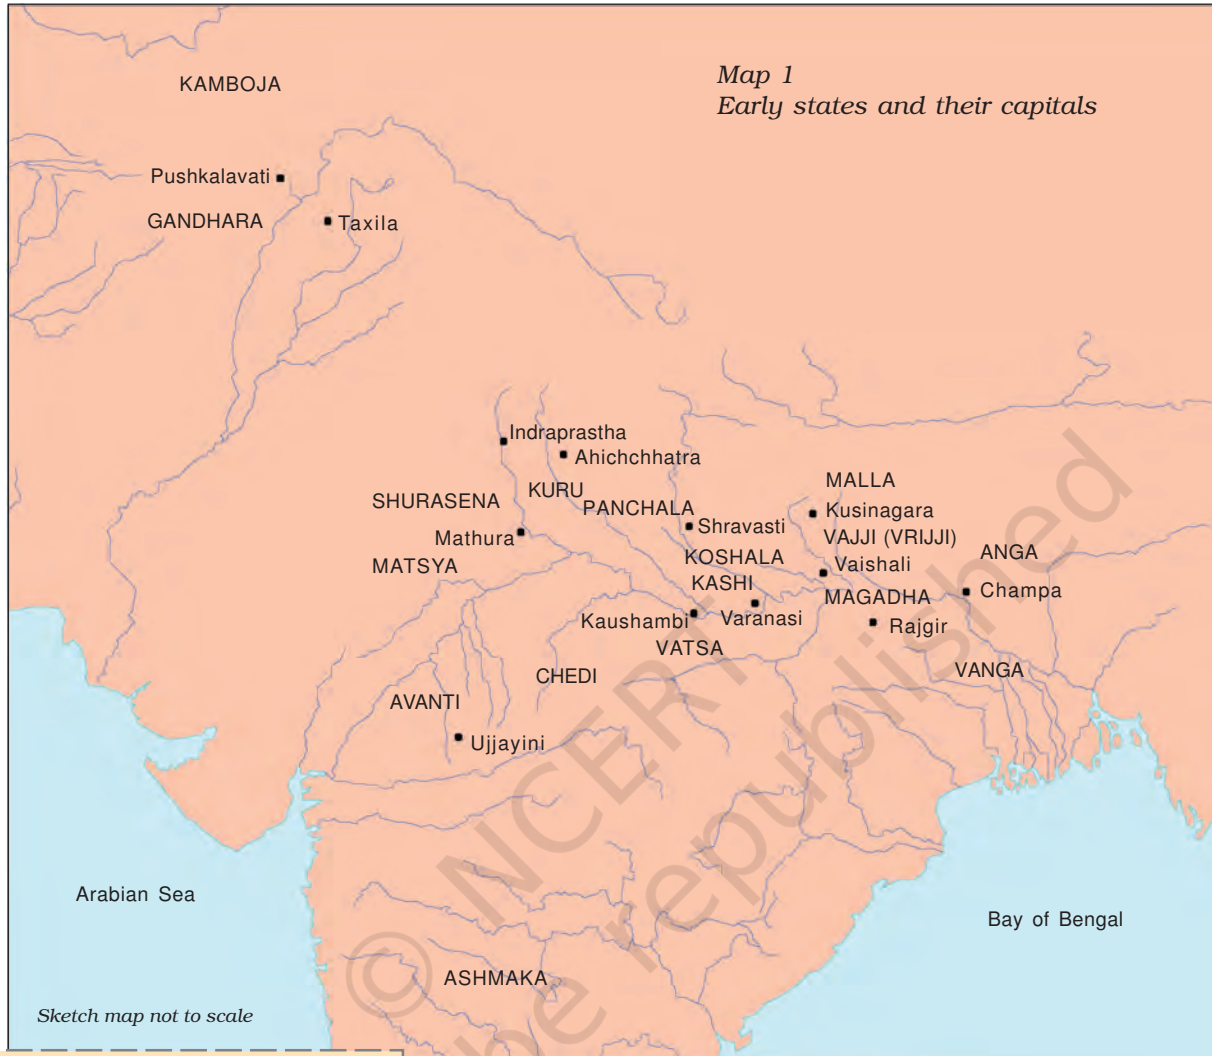 Map 1
Early states and their capitals
KAMBOJA
Pushkalavati
GANDHARA
Taxila
Indraprastha
Ahichchhatra
MALLA
KURU
SHURASENA
PANCHALA
Kusinagara
Shravasti
Mathura
VAJJI (VRIJJI)
KOSHALA
ANGA
MATSYA
Vaishali
KASHI
Champa
MAGADHA
Kaushambi
Varanasi
Rajgir
VATSA
VANGA
CHEDI
AVANTI
Ujjayini
Arabian Sea
Bay of Bengal
ASHMAKA
Sketch map not to scale
© NCERT
be republished